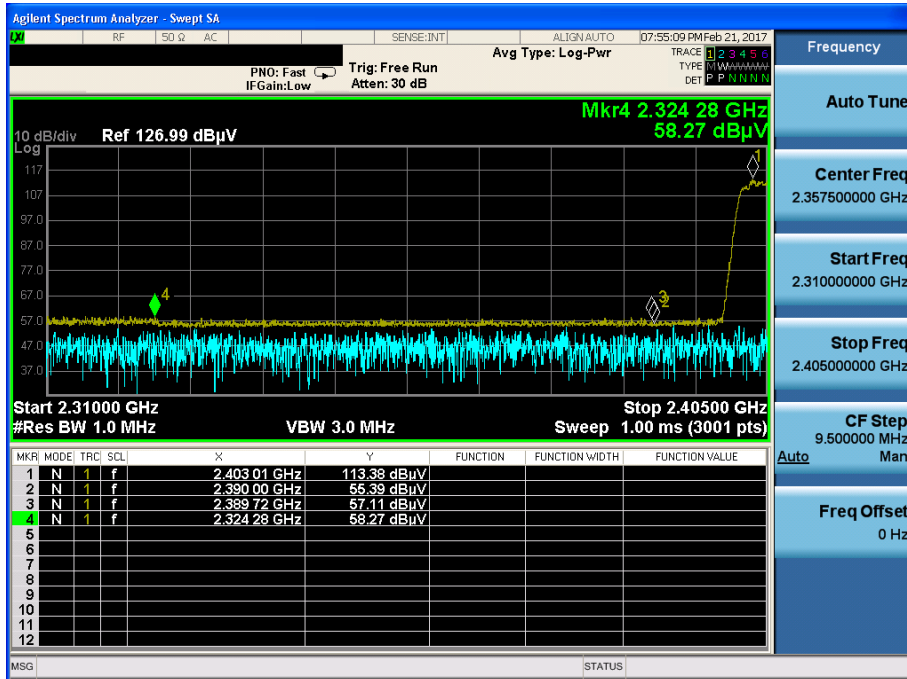 Agilent Spectrum Analyzer - Swept SA
LXI RF 50 Ω AC SENSE:INT ALIGN AUTO 07:55:09 PM Feb 21, 2017
PNO: Fast Trig: Free Run Avg Type: Log-Pwr TRACE 1 2 3 4 5 6
IFGain:Low Atten: 30 dB TYPE M W W W W W
DET P P N N N N
Mkr4 2.324 28 GHz
58.27 dBµV
10 dB/div Ref 126.99 dBµV
Log
117
107
97.0
87.0
77.0
67.0
57.0
47.0
37.0
1
4
3
2
Start 2.31000 GHz Stop 2.40500 GHz
#Res BW 1.0 MHz VBW 3.0 MHz Sweep 1.00 ms (3001 pts)
MKR MODE TRC SCL X Y FUNCTION FUNCTION WIDTH FUNCTION VALUE
1 N 1 f 2.403 01 GHz 113.38 dBµV
2 N 1 f 2.390 00 GHz 55.39 dBµV
3 N 1 f 2.389 72 GHz 57.11 dBµV
4 N 1 f 2.324 28 GHz 58.27 dBµV
5
6
7
8
9
10
11
12
MSG STATUS
Frequency
Auto Tune
Center Freq
2.357500000 GHz
Start Freq
2.310000000 GHz
Stop Freq
2.405000000 GHz
CF Step
9.500000 MHz
Auto Man
Freq Offset
0 Hz